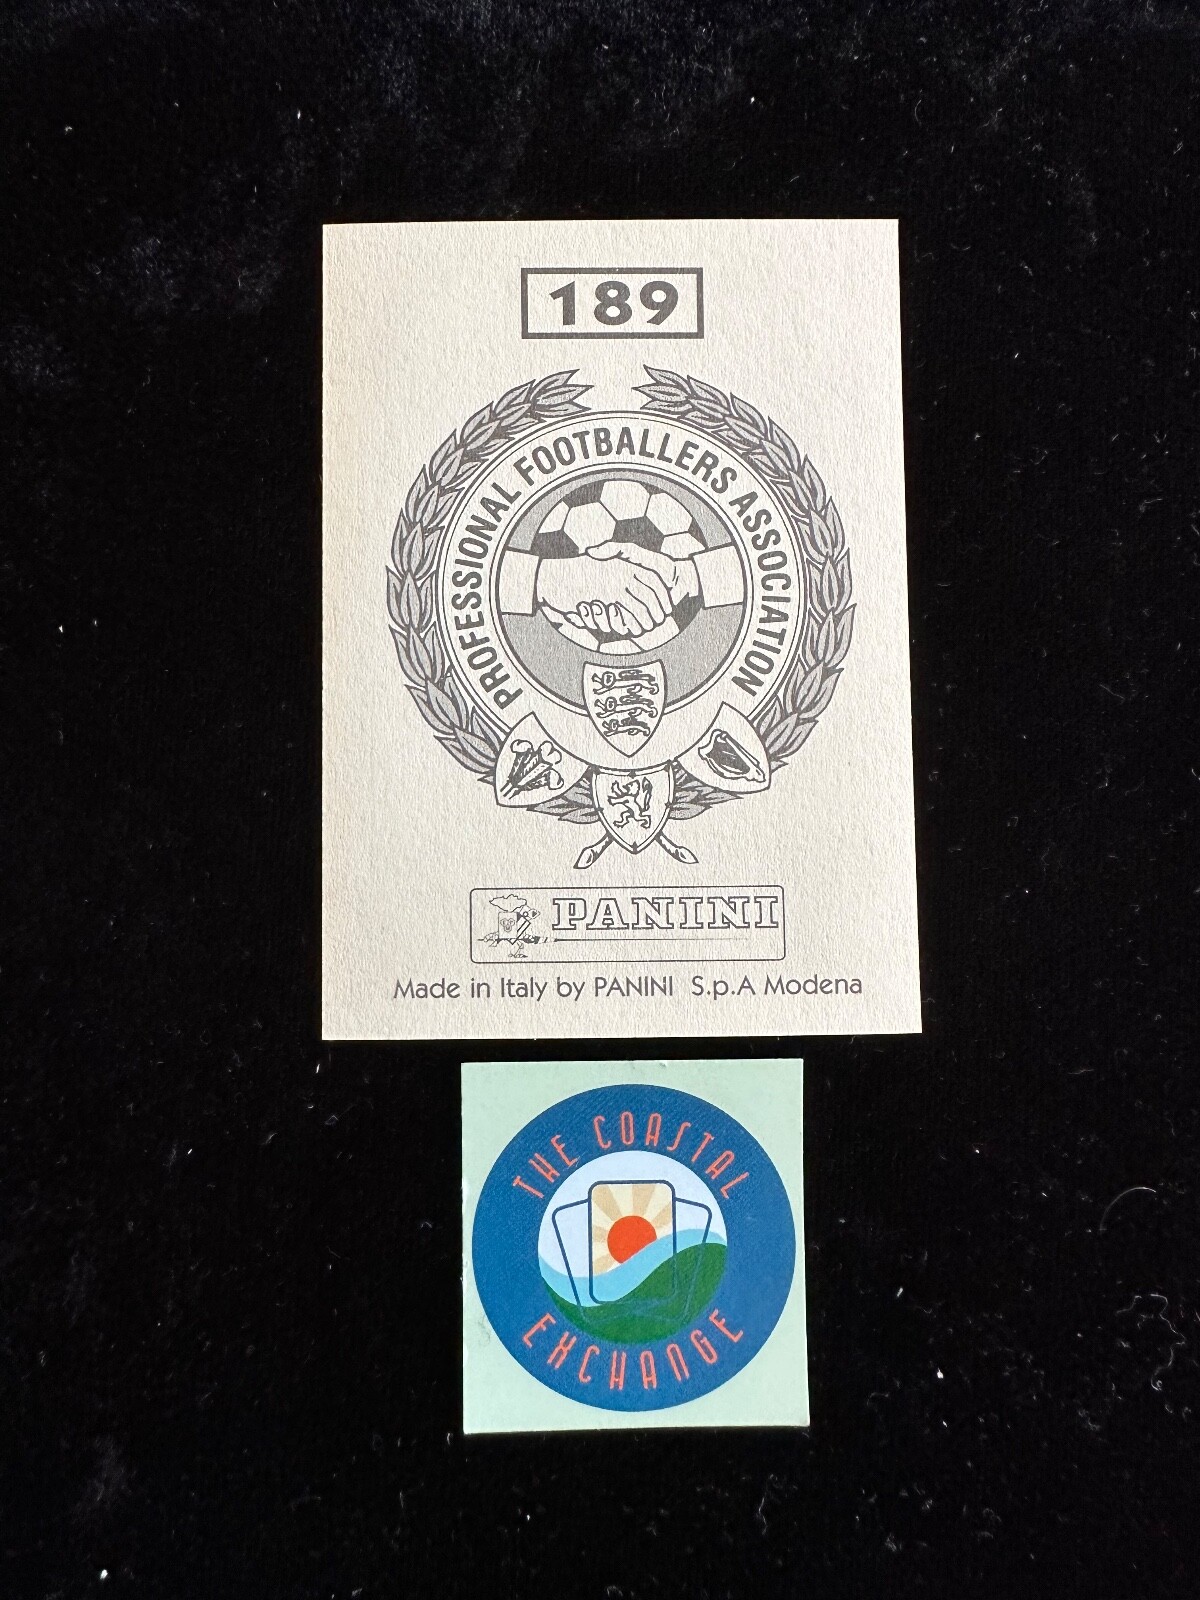 189
PROFESSIONAL FOOTBALLERS ASSOCIATION
PANINI
Made in Italy by PANINI S.p.A Modena
THE COASTAL
EXCHANGE